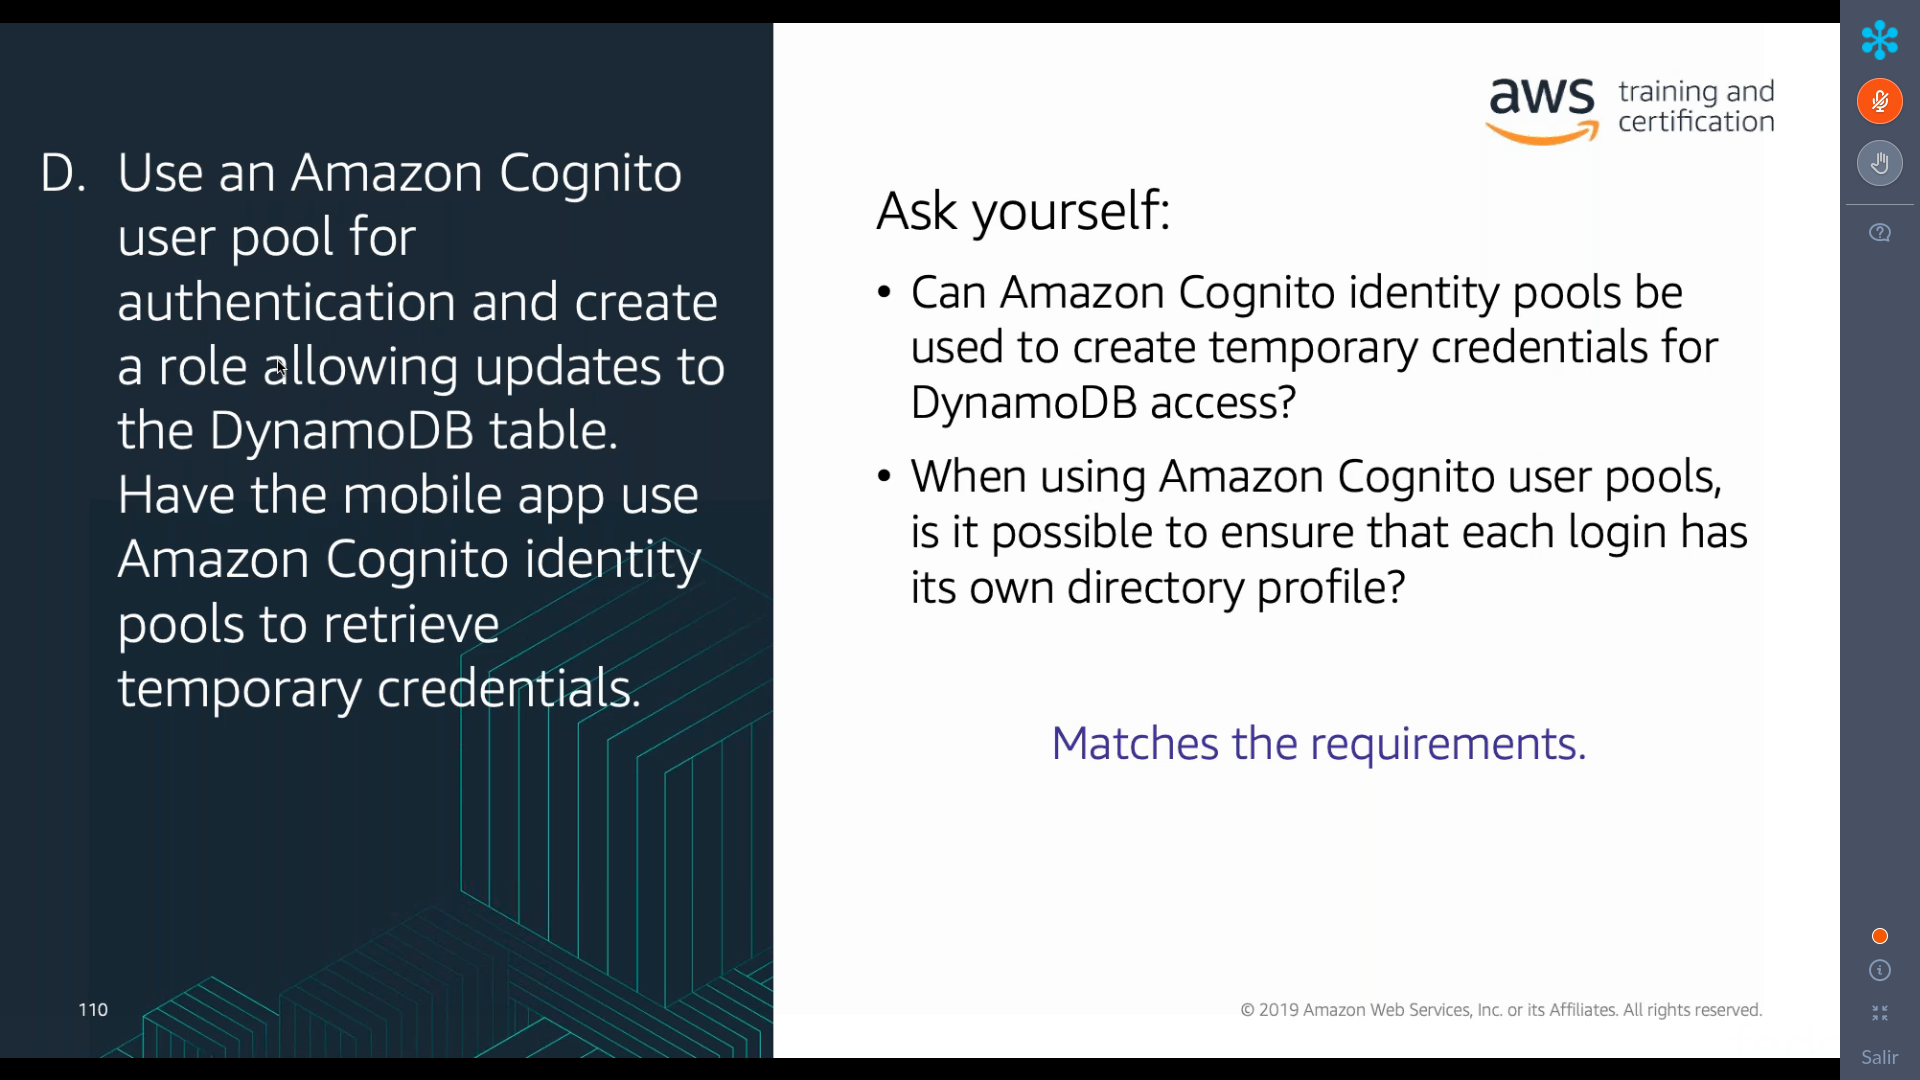 D. Use an Amazon Cognito
user pool for
authentication and create
a role allowing updates to
the DynamoDB table.
Have the mobile app use
Amazon Cognito identity
pools to retrieve
temporary credentials.
110
aws training and
certification
Ask yourself:
• Can Amazon Cognito identity pools be
used to create temporary credentials for
DynamoDB access?
• When using Amazon Cognito user pools,
is it possible to ensure that each login has
its own directory profile?
Matches the requirements.
© 2019 Amazon Web Services, Inc. or its Affiliates. All rights reserved.
Salir